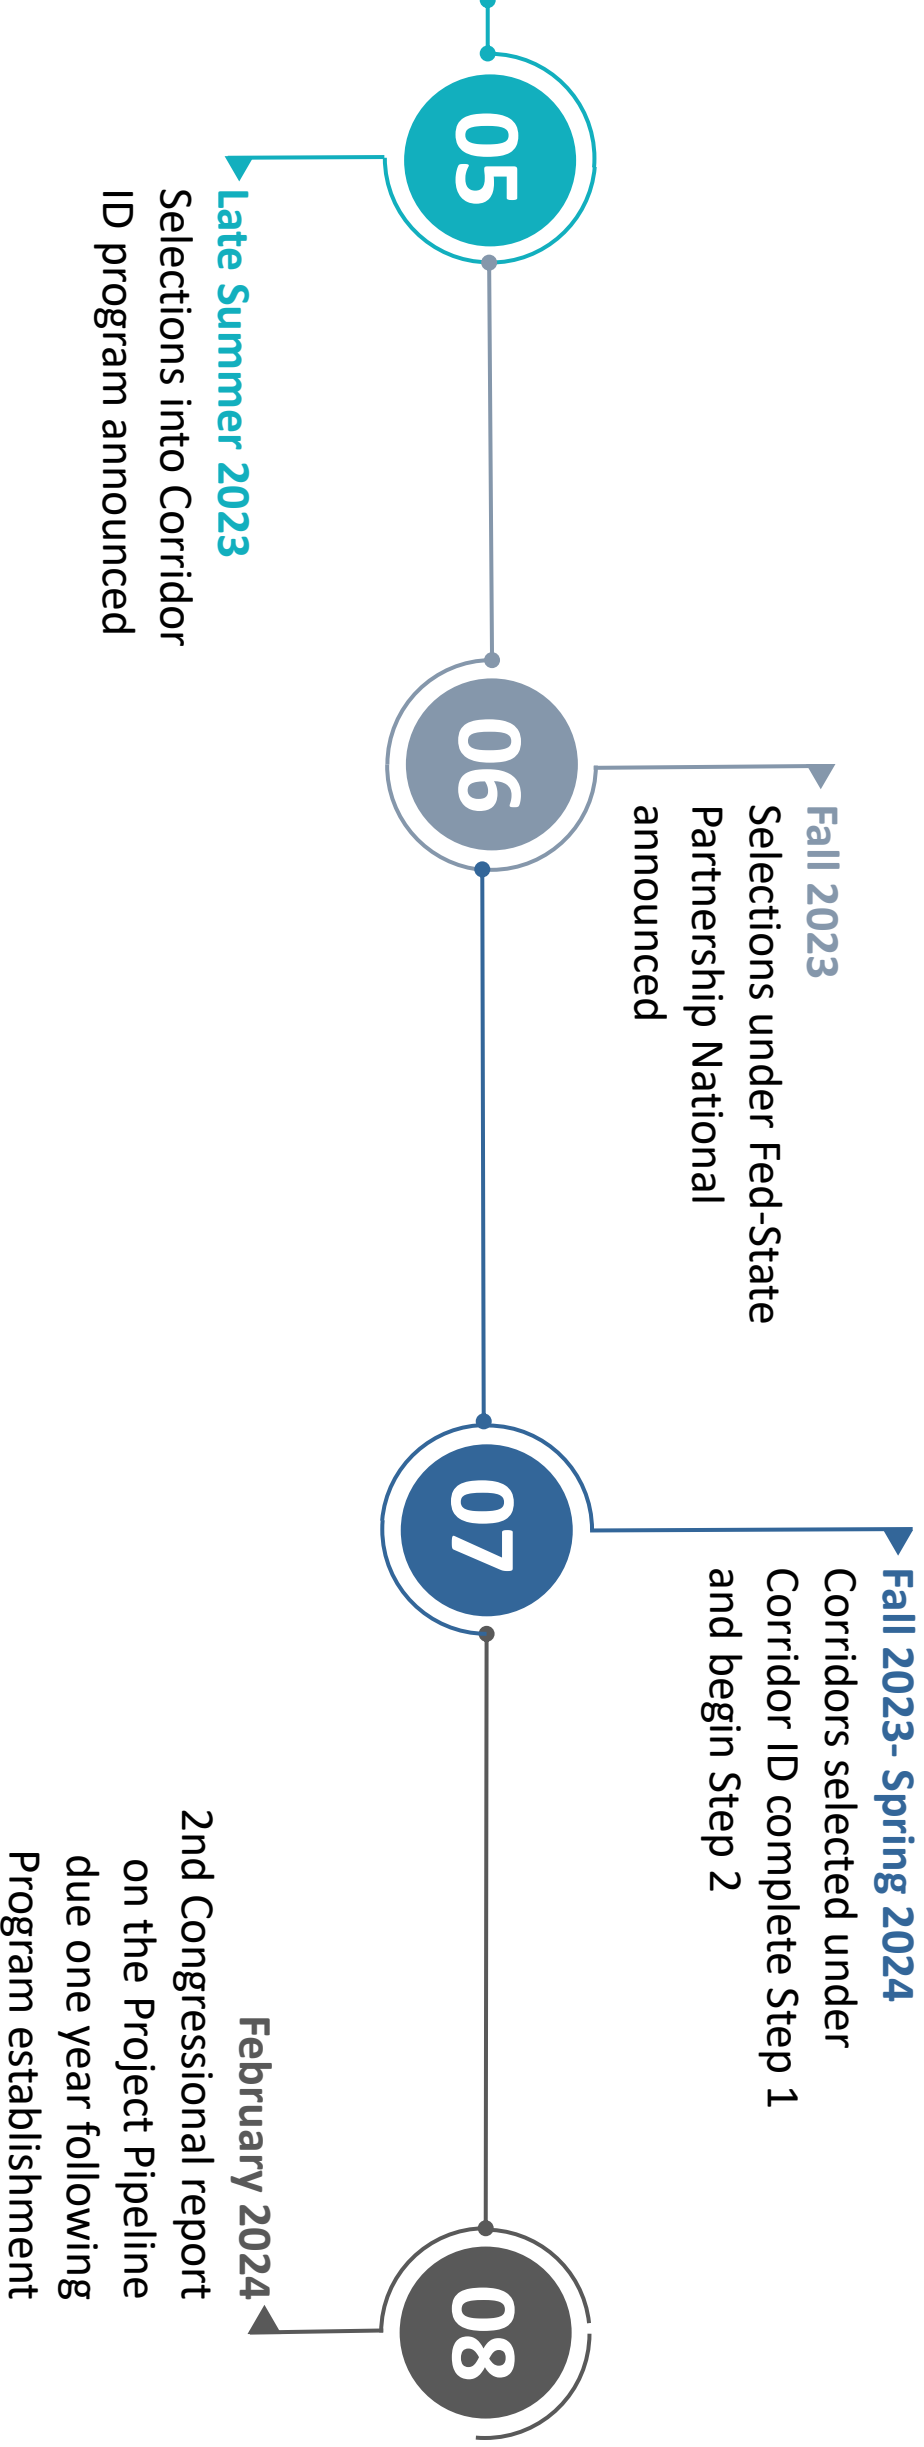 05
Late Summer 2023
Selections into Corridor
ID program announced
06
Fall 2023
Selections under Fed-State
Partnership National
announced
07
Fall 2023- Spring 2024
Corridors selected under
Corridor ID complete Step 1
and begin Step 2
08
February 2024
2nd Congressional report
on the Project Pipeline
due one year following
Program establishment